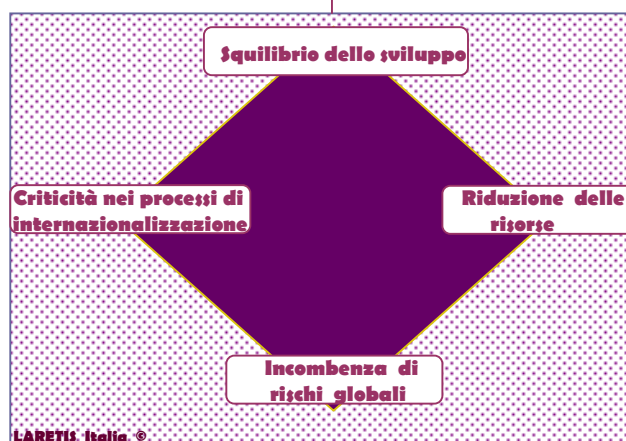 Squilibrio dello sviluppo
Criticità nei processi di
internazionalizzazione
Riduzione delle
risorse
Incombenza di
rischi globali
LARETIS, Italia, ©